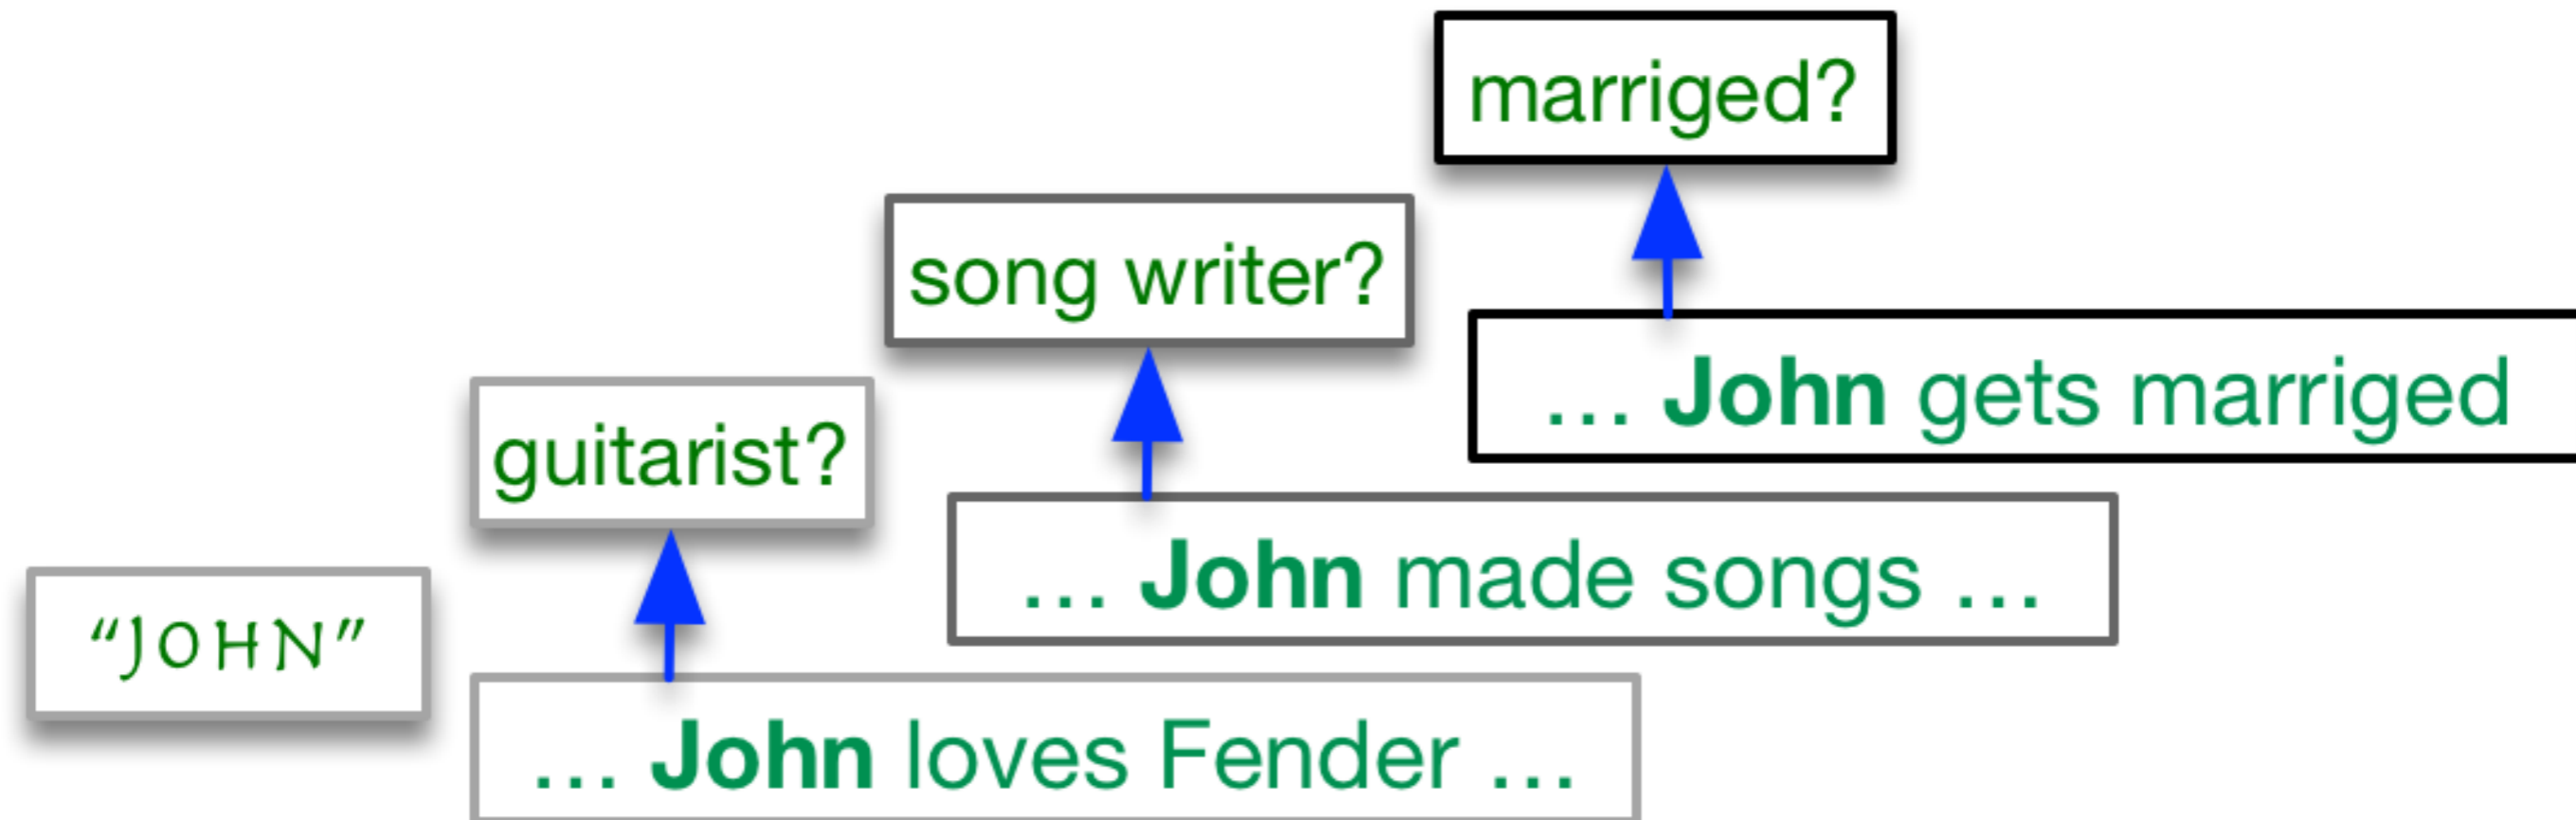 marriged?
song writer?
... John gets marriged
guitarist?
... John made songs ...
“JOHN”
... John loves Fender ...